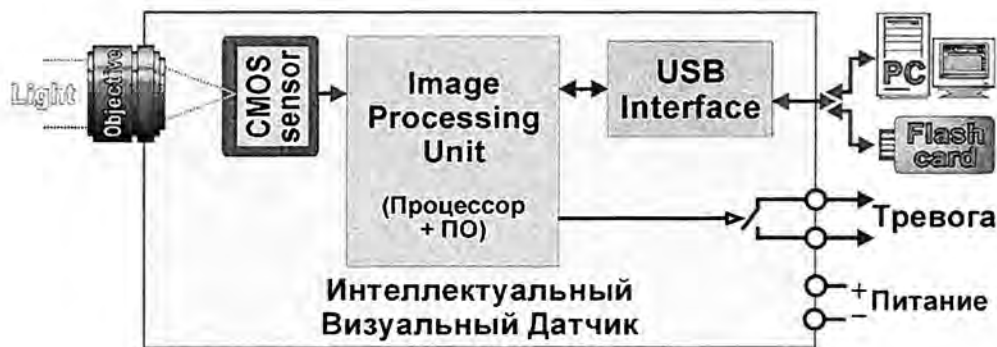 Light
Objective
CMOS
sensor
Image
Processing
Unit
(Процессор
+ ПО)
USB
Interface
PC
Flash
card
Тревога
+
−
Питание
Интеллектуальный
Визуальный Датчик